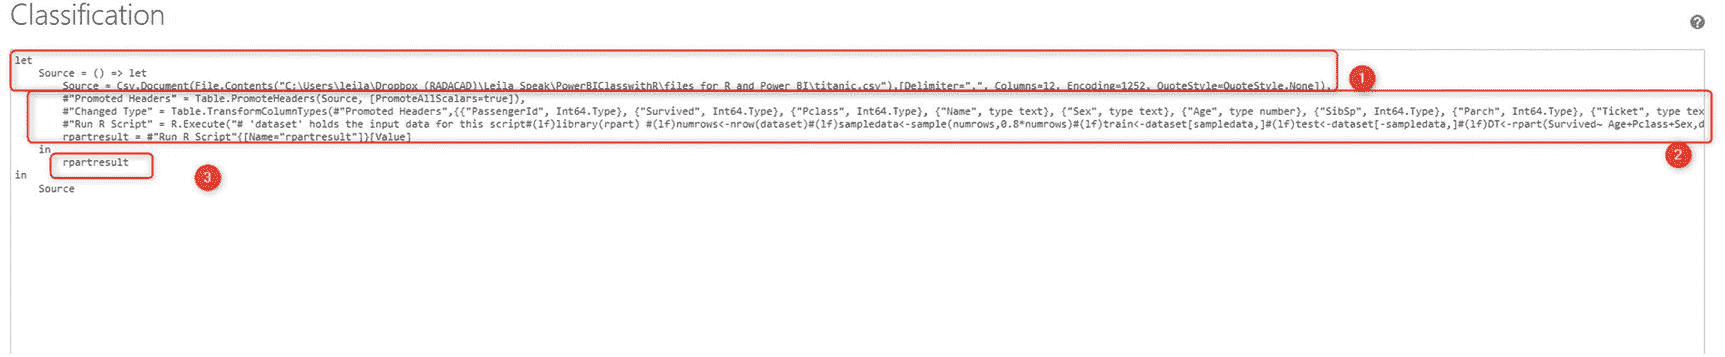 Classification
let
Source = () => let
Source = Csv.Document(File.Contents("C:\Users\leila\Dropbox (RADACAD)\Leila Speak\PowerBIClasswithR\files for R and Power BI\titanic.csv"),[Delimiter=",", Columns=12, Encoding=1252, QuoteStyle=QuoteStyle.None]),
1
#"Promoted Headers" = Table.PromoteHeaders(Source, [PromoteAllScalars=true]),
#"Changed Type" = Table.TransformColumnTypes(#"Promoted Headers",{{"PassengerId", Int64.Type}, {"Survived", Int64.Type}, {"Pclass", Int64.Type}, {"Name", type text}, {"Sex", type text}, {"Age", type number}, {"SibSp", Int64.Type}, {"Parch", Int64.Type}, {"Ticket", type tex
#"Run R Script" = R.Execute("# 'dataset' holds the input data for this script#(lf)library(rpart) #(lf)numrows<-nrow(dataset)#(lf)sampledata<-sample(numrows,0.8*numrows)#(lf)train<-dataset[sampledata,]#(lf)test<-dataset[-sampledata,]#(lf)DT<-rpart(Survived~ Age+Pclass+Sex,d
rpartresult = #"Run R Script"{[Name="rpartresult"]}[Value]
in
2
rpartresult
3
in
Source